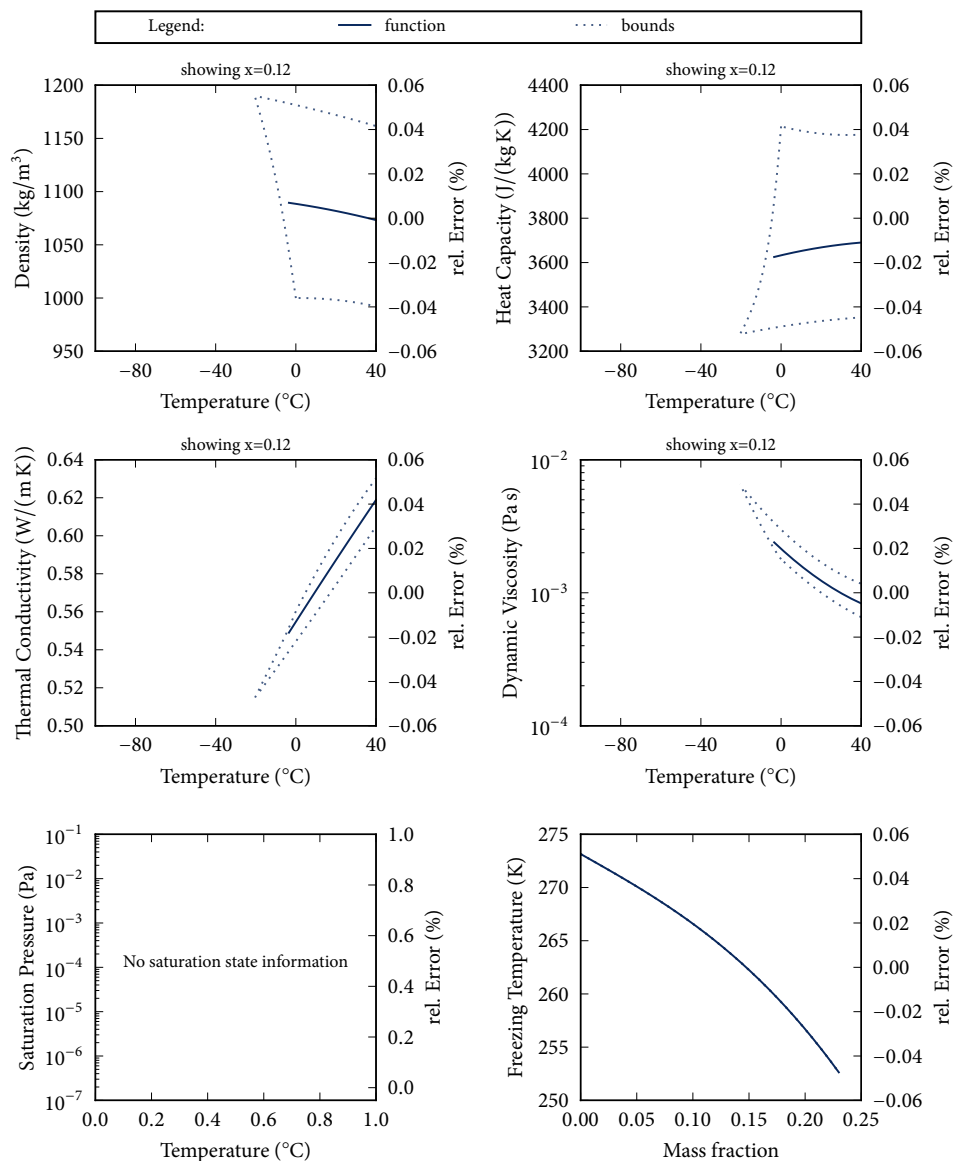 Legend: function bounds
showing x=0.12
Density (kg/m³)
1200
1150
1100
1050
1000
950
0.06
0.04
0.02
0.00
−0.02
−0.04
−0.06
rel. Error (%)
−80 −40 0 40
Temperature (°C)
showing x=0.12
Heat Capacity (J/(kg K))
4400
4200
4000
3800
3600
3400
3200
0.06
0.04
0.02
0.00
−0.02
−0.04
−0.06
rel. Error (%)
−80 −40 0 40
Temperature (°C)
showing x=0.12
Thermal Conductivity (W/(m K))
0.64
0.62
0.60
0.58
0.56
0.54
0.52
0.50
0.06
0.04
0.02
0.00
−0.02
−0.04
−0.06
rel. Error (%)
−80 −40 0 40
Temperature (°C)
showing x=0.12
Dynamic Viscosity (Pa s)
10⁻²
10⁻³
10⁻⁴
0.06
0.04
0.02
0.00
−0.02
−0.04
−0.06
rel. Error (%)
−80 −40 0 40
Temperature (°C)
Saturation Pressure (Pa)
10⁻¹
10⁻²
10⁻³
10⁻⁴
10⁻⁵
10⁻⁶
10⁻⁷
No saturation state information
1.0
0.8
0.6
0.4
0.2
0.0
rel. Error (%)
0.0 0.2 0.4 0.6 0.8 1.0
Temperature (°C)
Freezing Temperature (K)
275
270
265
260
255
250
0.06
0.04
0.02
0.00
−0.02
−0.04
−0.06
rel. Error (%)
0.00 0.05 0.10 0.15 0.20 0.25
Mass fraction